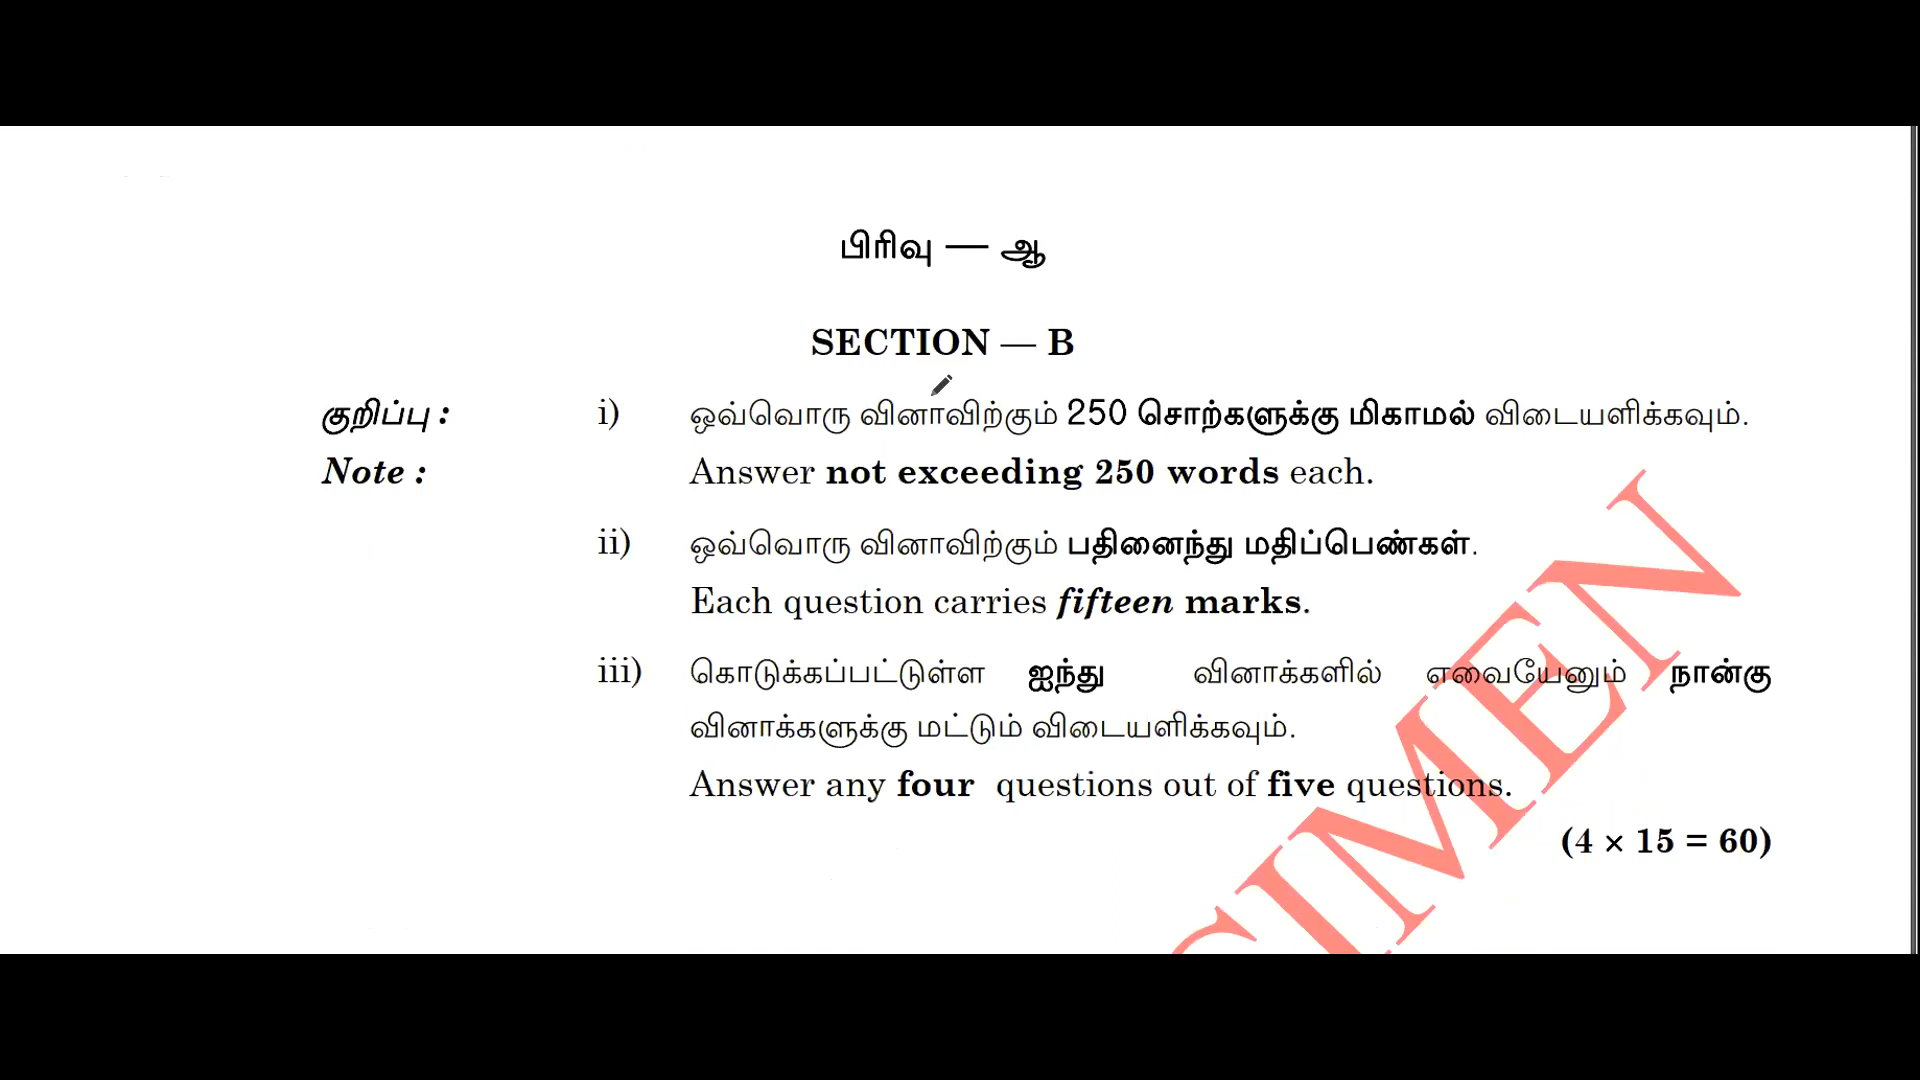 பிரிவு — ஆ
SECTION — B
குறிப்பு : i) ஒவ்வொரு வினாவிற்கும் 250 சொற்களுக்கு மிகாமல் விடையளிக்கவும்.
Note : Answer not exceeding 250 words each.
ii) ஒவ்வொரு வினாவிற்கும் பதினைந்து மதிப்பெண்கள்.
Each question carries fifteen marks.
iii) கொடுக்கப்பட்டுள்ள ஐந்து வினாக்களில் எவையேனும் நான்கு
வினாக்களுக்கு மட்டும் விடையளிக்கவும்.
Answer any four questions out of five questions.
(4 × 15 = 60)
CIMEN